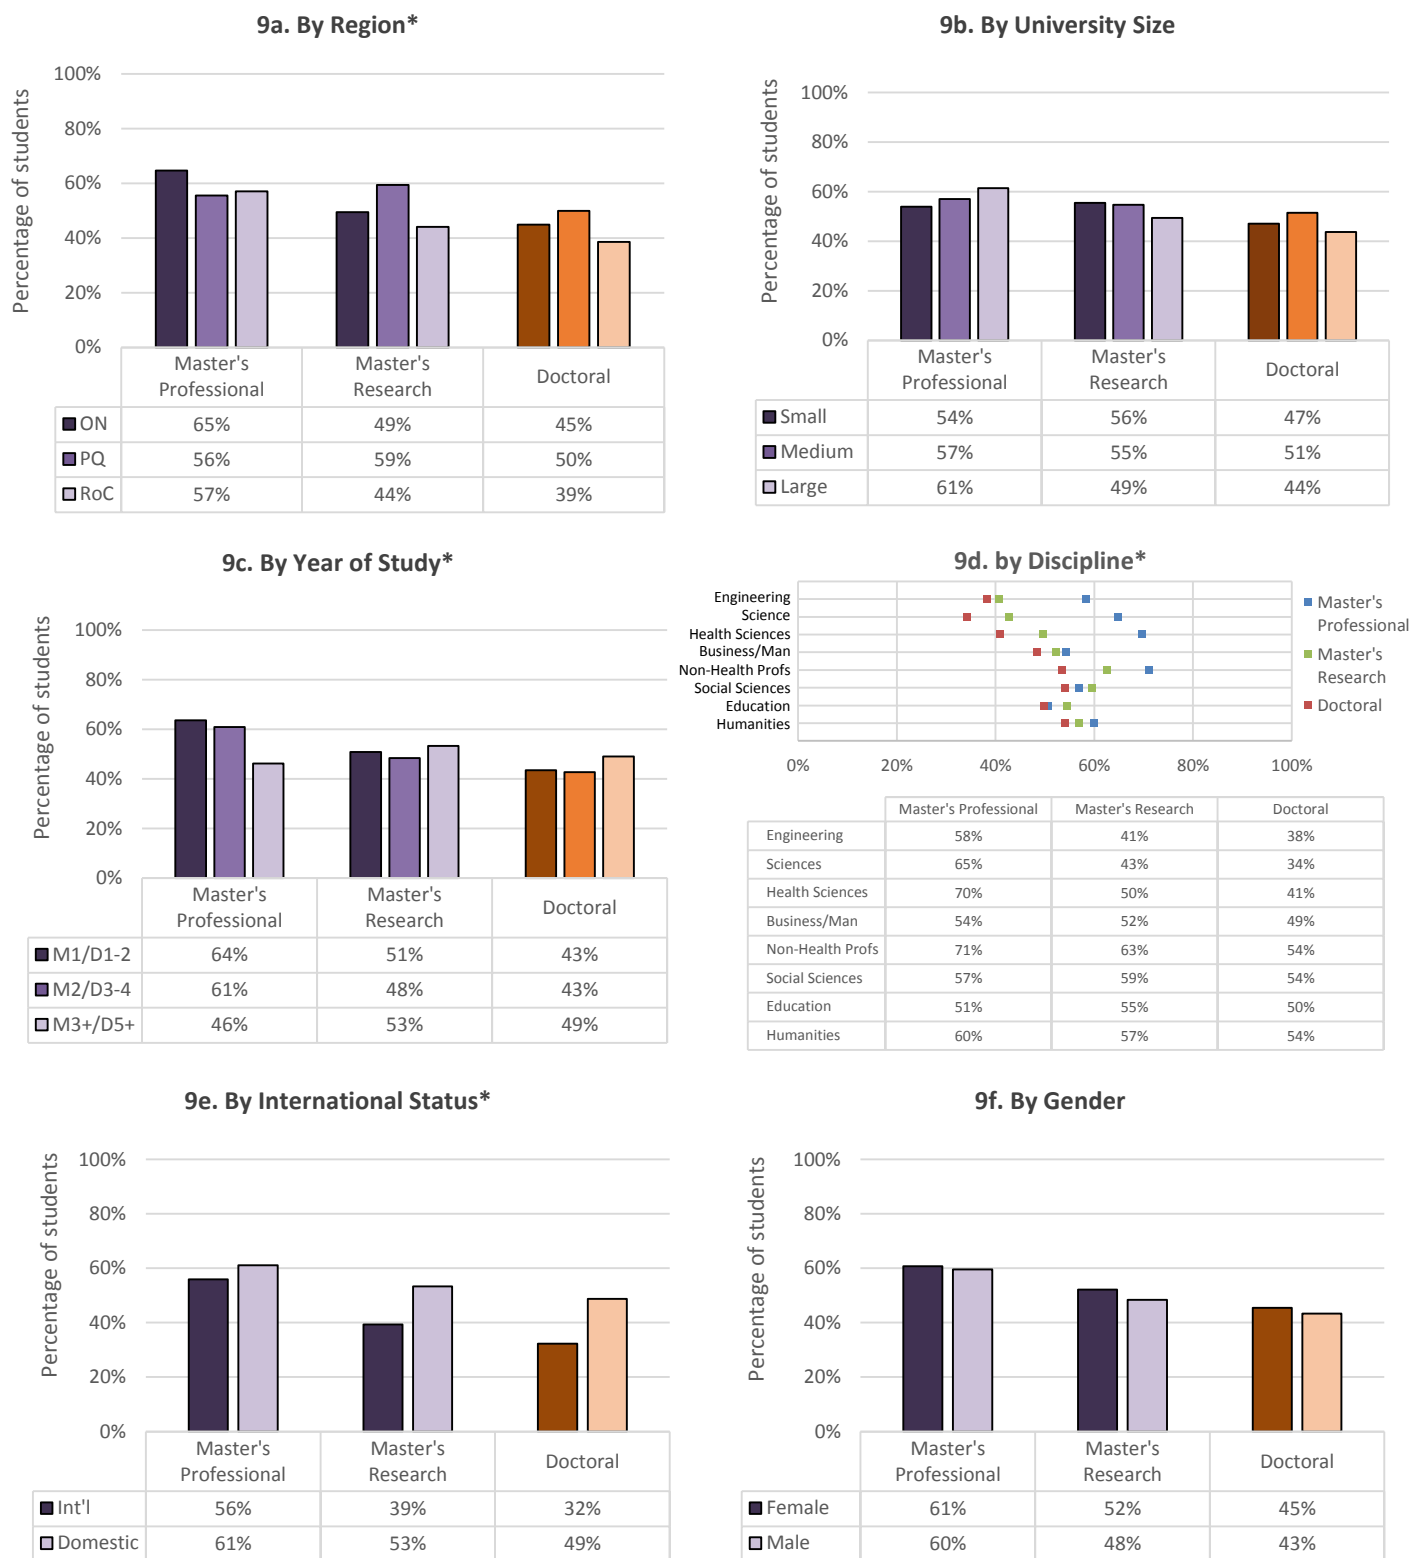 9a. By Region*
Percentage of students
100%
80%
60%
40%
20%
0%
Master's Professional
Master's Research
Doctoral
ON 65% 49% 45%
PQ 56% 59% 50%
RoC 57% 44% 39%
9b. By University Size
Percentage of students
100%
80%
60%
40%
20%
0%
Master's Professional
Master's Research
Doctoral
Small 54% 56% 47%
Medium 57% 55% 51%
Large 61% 49% 44%
9c. By Year of Study*
Percentage of students
100%
80%
60%
40%
20%
0%
Master's Professional
Master's Research
Doctoral
M1/D1-2 64% 51% 43%
M2/D3-4 61% 48% 43%
M3+/D5+ 46% 53% 49%
9d. by Discipline*
Engineering
Science
Health Sciences
Business/Man
Non-Health Profs
Social Sciences
Education
Humanities
0% 20% 40% 60% 80% 100%
Master's
Professional
Master's
Research
Doctoral
Master's Professional Master's Research Doctoral
Engineering 58% 41% 38%
Sciences 65% 43% 34%
Health Sciences 70% 50% 41%
Business/Man 54% 52% 49%
Non-Health Profs 71% 63% 54%
Social Sciences 57% 59% 54%
Education 51% 55% 50%
Humanities 60% 57% 54%
9e. By International Status*
Percentage of students
100%
80%
60%
40%
20%
0%
Master's Professional
Master's Research
Doctoral
Int'l 56% 39% 32%
Domestic 61% 53% 49%
9f. By Gender
Percentage of students
100%
80%
60%
40%
20%
0%
Master's Professional
Master's Research
Doctoral
Female 61% 52% 45%
Male 60% 48% 43%